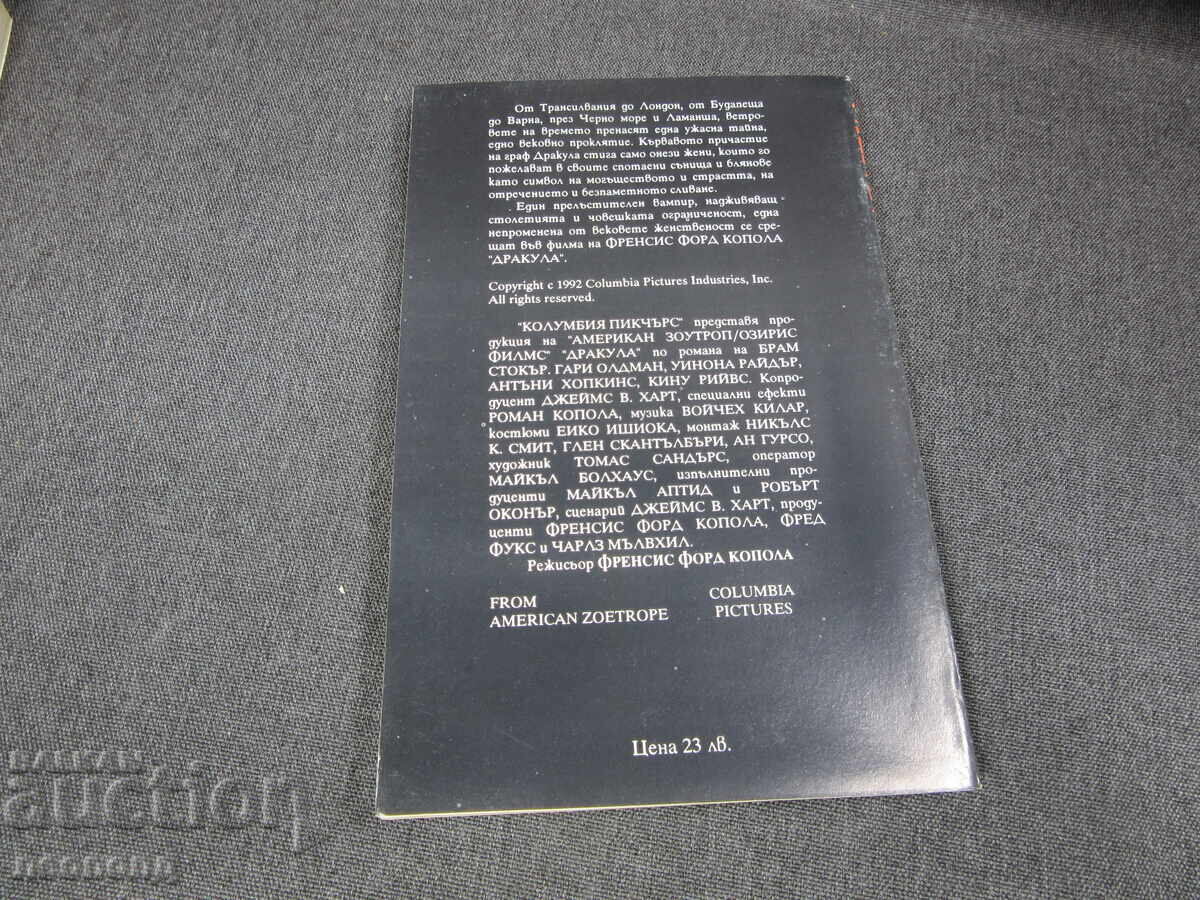 От Трансилвания до Лондон, от Будапеща
до Варна, през Черно море и Ламанша, ветро-
вете на времето пренасят една ужасна тайна,
едно вековно проклятие. Кървавото причастие
на граф Дракула стига само онези жени, които го
пожелават в своите спотаени сънища и блянове
като символ на могъществото и страстта, на
отречението и безпаметното сливане.
Един прелъстителен вампир, надживяващ
столетията и човешката ограниченост, една
непроменена от вековете женственост се сре-
щат във филма на ФРЕНСИС ФОРД КОПОЛА
"ДРАКУЛА".
Copyright c 1992 Columbia Pictures Industries, Inc.
All rights reserved.
"КОЛУМБИЯ ПИКЧЪРС" представя про-
дукция на "АМЕРИКАН ЗОУТРОП/ОЗИРИС
ФИЛМС" "ДРАКУЛА" по романа на БРАМ
СТОКЪР. ГАРИ ОЛДМАН, УИНОНА РАЙДЪР,
АНТЪНИ ХОПКИНС, КИНУ РИЙВС. Копро-
дуцент ДЖЕЙМС В. ХАРТ, специални ефекти
РОМАН КОПОЛА, музика ВОЙЧЕХ КИЛАР,
костюми ЕИКО ИШИОКА, монтаж НИКЪЛС
К. СМИТ, ГЛЕН СКАНТЪЛБЪРИ, АН ГУРСО,
художник ТОМАС САНДЪРС, оператор
МАЙКЪЛ БОЛХАУС, изпълнителни про-
дуценти МАЙКЪЛ АПТИД и РОБЪРТ
ОКОНЪР, сценарий ДЖЕЙМС В. ХАРТ, проду-
центи ФРЕНСИС ФОРД КОПОЛА, ФРЕД
ФУКС и ЧАРЛЗ МЪЛВХИЛ.
Режисьор ФРЕНСИС ФОРД КОПОЛА
FROM COLUMBIA
AMERICAN ZOETROPE PICTURES
Цена 23 лв.
BALKAN
auction